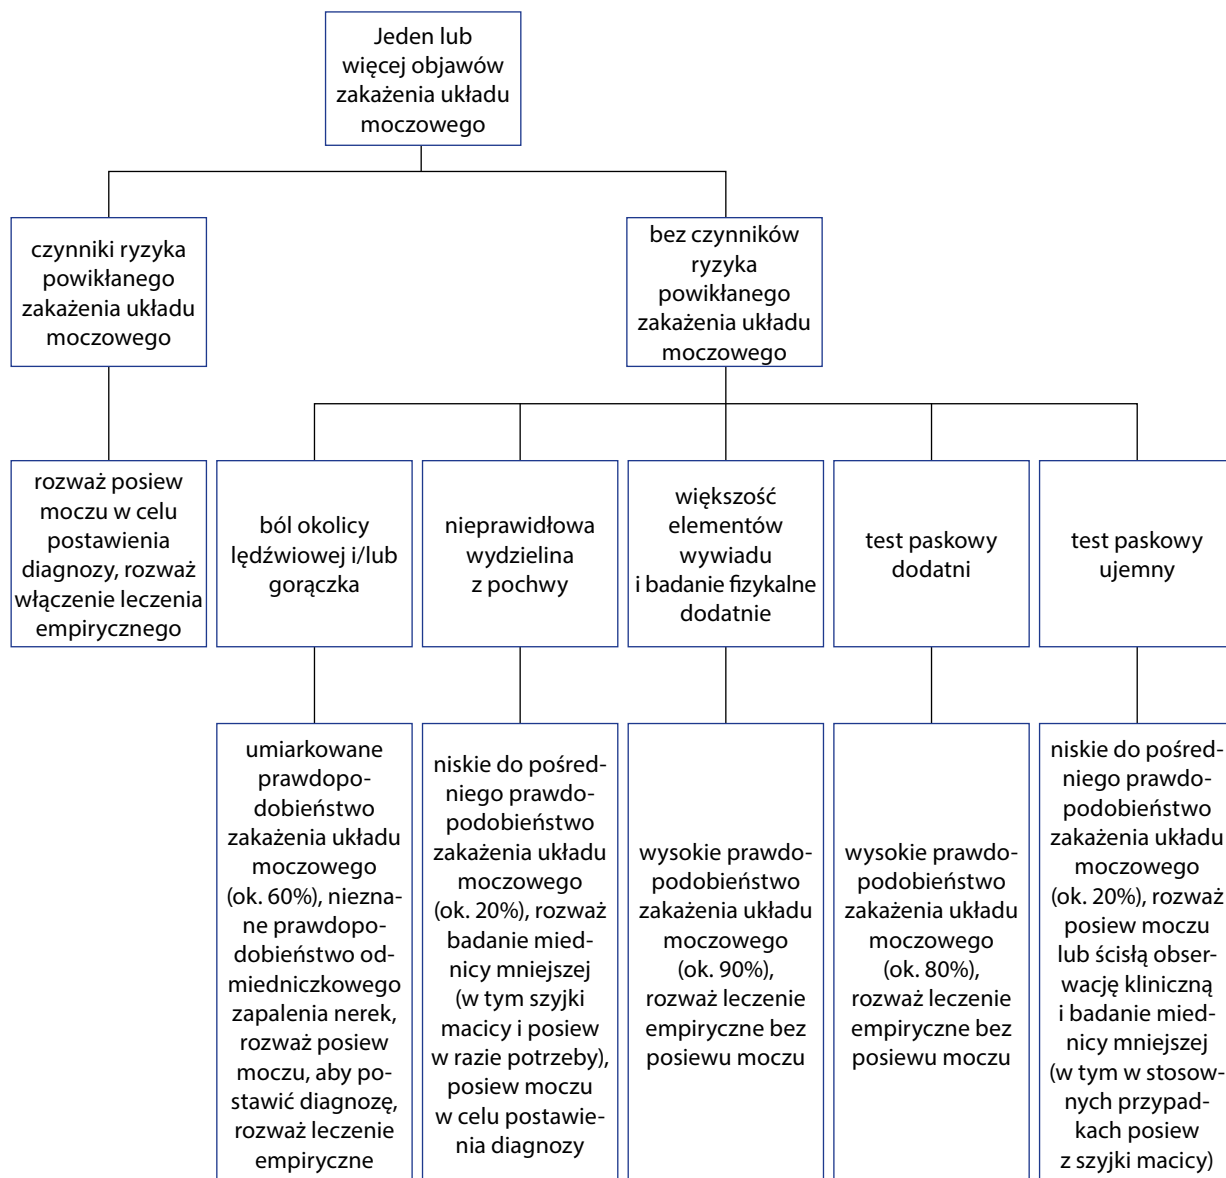 Jeden lub
więcej objawów
zakażenia układu
moczowego
czynniki ryzyka
powikłanego
zakażenia układu
moczowego
bez czynników
ryzyka
powikłanego
zakażenia układu
moczowego
rozważ posiew
moczu w celu
postawienia
diagnozy, rozważ
włączenie leczenia
empirycznego
ból okolicy
lędźwiowej i/lub
gorączka
nieprawidłowa
wydzielina
z pochwy
większość
elementów
wywiadu
i badanie fizykalne
dodatnie
test paskowy
dodatni
test paskowy
ujemny
umiarkowane
prawdopo-
dobieństwo
zakażenia układu
moczowego
(ok. 60%), niezna-
ne prawdopo-
dobieństwo od-
miedniczkowego
zapalenia nerek,
rozważ posiew
moczu, aby po-
stawić diagnozę,
rozważ leczenie
empiryczne
niskie do pośred-
niego prawdo-
podobieństwo
zakażenia układu
moczowego
(ok. 20%), rozważ
badanie mied-
nicy mniejszej
(w tym szyjki
macicy i posiew
w razie potrzeby),
posiew moczu
w celu postawie-
nia diagnozy
wysokie prawdo-
podobieństwo
zakażenia układu
moczowego
(ok. 90%),
rozważ leczenie
empiryczne bez
posiewu moczu
wysokie prawdo-
podobieństwo
zakażenia układu
moczowego
(ok. 80%),
rozważ leczenie
empiryczne bez
posiewu moczu
niskie do pośred-
niego prawdo-
podobieństwo
zakażenia układu
moczowego
(ok. 20%), rozważ
posiew moczu
lub ścisłą obser-
wację kliniczną
i badanie mied-
nicy mniejszej
(w tym w stosow-
nych przypad-
kach posiew
z szyjki macicy)